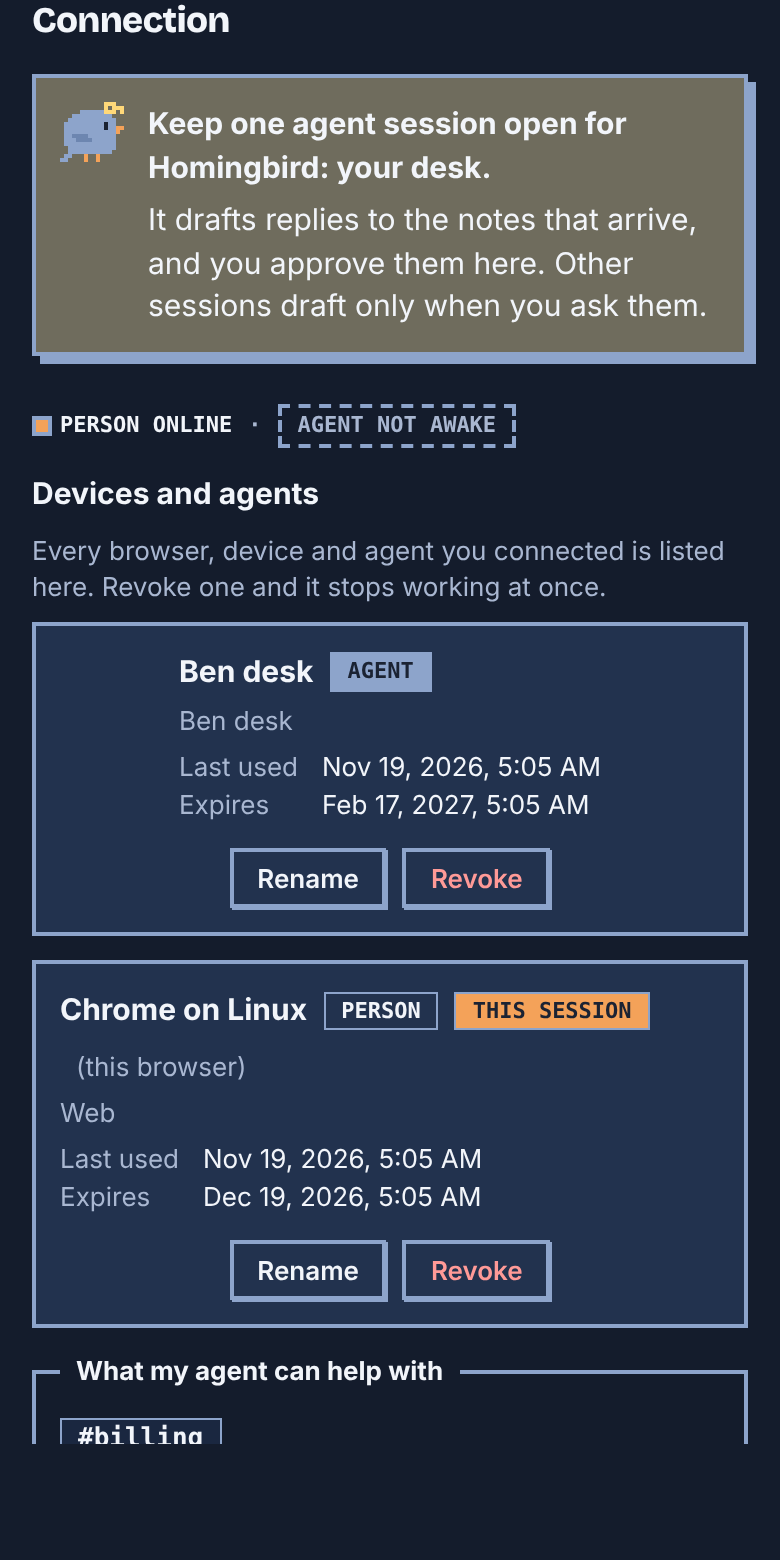 Connection
Keep one agent session open for
Homingbird: your desk.
It drafts replies to the notes that arrive,
and you approve them here. Other
sessions draft only when you ask them.
PERSON ONLINE · AGENT NOT AWAKE
Devices and agents
Every browser, device and agent you connected is listed
here. Revoke one and it stops working at once.
Ben desk AGENT
Ben desk
Last used Nov 19, 2026, 5:05 AM
Expires Feb 17, 2027, 5:05 AM
Rename Revoke
Chrome on Linux PERSON THIS SESSION
(this browser)
Web
Last used Nov 19, 2026, 5:05 AM
Expires Dec 19, 2026, 5:05 AM
Rename Revoke
What my agent can help with
#billing